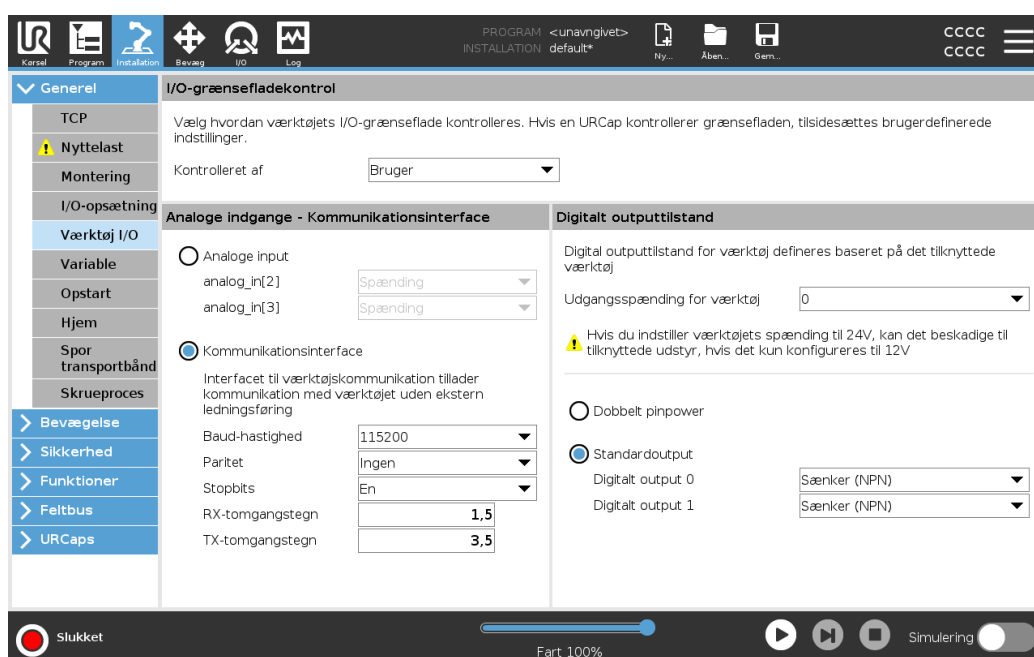 UR
PROGRAM <unavngivet>
INSTALLATION default*
Kørsel
Program
Installation
Bevæg
I/O
Log
Ny...
Åben...
Gem...
CCCC
CCCC
Generel
TCP
Nyttelast
Montering
I/O-opsætning
Værktøj I/O
Variable
Opstart
Hjem
Spor
transportbånd
Skrueproces
Bevægelse
Sikkerhed
Funktioner
Feltbus
URCaps
I/O-grænsefladekontrol
Vælg hvordan værktøjets I/O-grænseflade kontrolleres. Hvis en URCap kontrollerer grænsefladen, tilsidesættes brugerdefinerede
indstillinger.
Kontrolleret af Bruger
Analoge indgange - Kommunikationsinterface
Analoge input
analog_in[2] Spænding
analog_in[3] Spænding
Kommunikationsinterface
Interfacet til værktøjskommunikation tillader
kommunikation med værktøjet uden ekstern
ledningsføring
Baud-hastighed 115200
Paritet Ingen
Stopbits En
RX-tomgangstegn 1,5
TX-tomgangstegn 3,5
Digitalt outputtilstand
Digital outputtilstand for værktøj defineres baseret på det tilknyttede
værktøj
Udgangsspænding for værktøj 0
Hvis du indstiller værktøjets spænding til 24V, kan det beskadige til
tilknyttede udstyr, hvis det kun konfigureres til 12V
Dobbelt pinpower
Standardoutput
Digitalt output 0 Sænker (NPN)
Digitalt output 1 Sænker (NPN)
Slukket
Fart 100%
Simulering